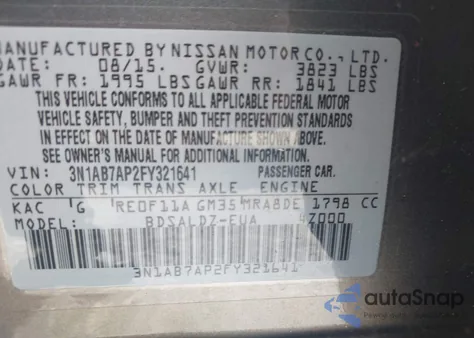 MANUFACTURED BY NISSAN MOTOR CO., LTD.
DATE: 08/15. GVWR: 3823 LBS
GAWR FR: 1995 LBS GAWR RR: 1841 LBS
THIS VEHICLE CONFORMS TO ALL APPLICABLE FEDERAL MOTOR
VEHICLE SAFETY, BUMPER AND THEFT PREVENTION STANDARDS
IN EFFECT ON THE DATE OF MANUFACTURE SHOWN ABOVE.
SEE OWNER'S MANUAL FOR ADDITIONAL INFORMATION.
VIN: 3N1AB7AP2FY321641 PASSENGER CAR.
COLOR TRIM TRANS AXLE ENGINE
KAC G RE0F11A GM35 MRA8DE 1798 CC
MODEL: BDSALDZ-EUA 4Z000
3N1AB7AP2FY321641
autoSnap